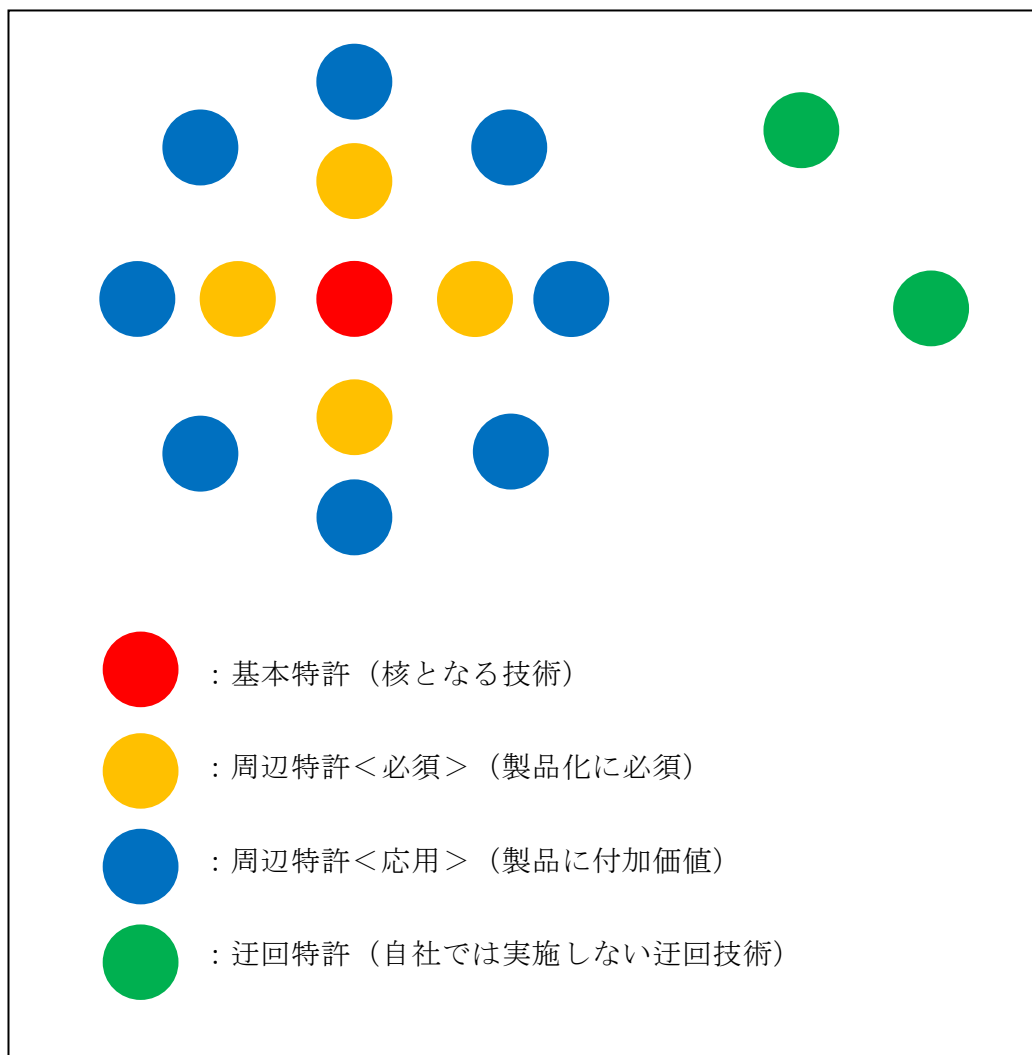 ：基本特許（核となる技術）
：周辺特許＜必須＞（製品化に必須）
：周辺特許＜応用＞（製品に付加価値）
：迂回特許（自社では実施しない迂回技術）